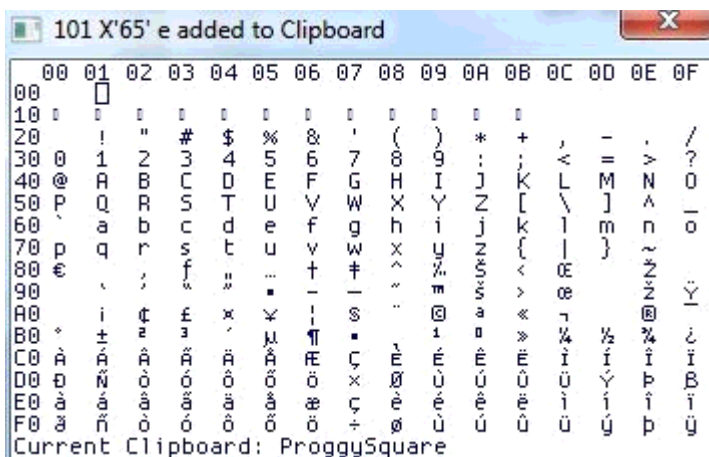 101 X'65' e added to Clipboard
00 01 02 03 04 05 06 07 08 09 0A 0B 0C 0D 0E 0F
00
10
20 ! " # $ % & ' ( ) * + , - . /
30 0 1 2 3 4 5 6 7 8 9 : ; < = > ?
40 @ A B C D E F G H I J K L M N O
50 P Q R S T U V W X Y Z [ \ ] ^ _
60 ` a b c d e f g h i j k l m n o
70 p q r s t u v w x y z { | } ~
80 € ‚ ƒ „ … † ‡ ˆ ‰ Š ‹ Œ Ž
90 ‘ ’ “ ” • – — ˜ ™ š › œ ž Ÿ
A0 ¡ ¢ £ ¤ ¥ ¦ § ¨ © ª « ¬ ®
B0 ° ± ² ³ ´ µ ¶ · ¹ º » ¼ ½ ¾ ¿
C0 À Á Â Ã Ä Å Æ Ç È É Ê Ë Ì Í Î Ï
D0 Ð Ñ Ò Ó Ô Õ Ö × Ø Ù Ú Û Ü Ý Þ ß
E0 à á â ã ä å æ ç è é ê ë ì í î ï
F0 ð ñ ò ó ô õ ö ÷ ø ù ú û ü ý þ ÿ
Current Clipboard: ProggySquare